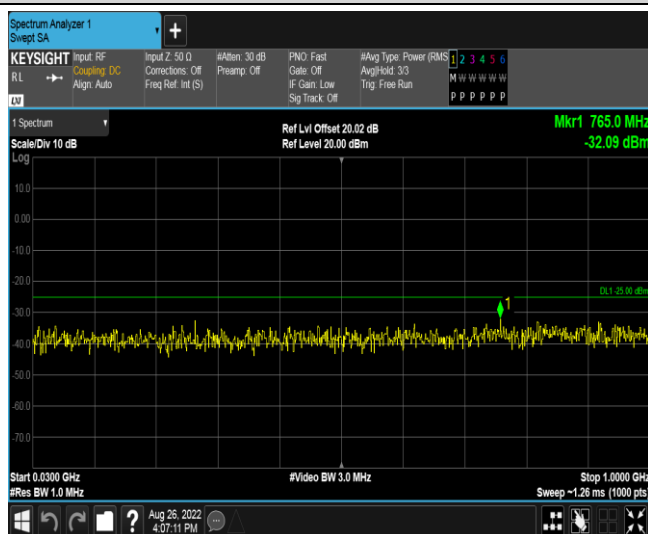 Spectrum Analyzer 1
Swept SA
+
KEYSIGHT
RL
LXI
Input: RF
Coupling: DC
Align: Auto
Input Z: 50 Ω
Corrections: Off
Freq Ref: Int (S)
#Atten: 30 dB
Preamp: Off
PNO: Fast
Gate: Off
IF Gain: Low
Sig Track: Off
#Avg Type: Power (RMS
Avg|Hold: 3/3
Trig: Free Run
1 2 3 4 5 6
M W W W W W
P P P P P P
1 Spectrum
Scale/Div 10 dB
Log
Ref Lvl Offset 20.02 dB
Ref Level 20.00 dBm
Mkr1 765.0 MHz
-32.09 dBm
10.0
0.00
-10.0
-20.0
DL1 -25.00 dBm
1
-30.0
-40.0
-50.0
-60.0
-70.0
Start 0.0300 GHz
#Res BW 1.0 MHz
#Video BW 3.0 MHz
Stop 1.0000 GHz
Sweep ~1.26 ms (1000 pts)
?
Aug 26, 2022
4:07:11 PM